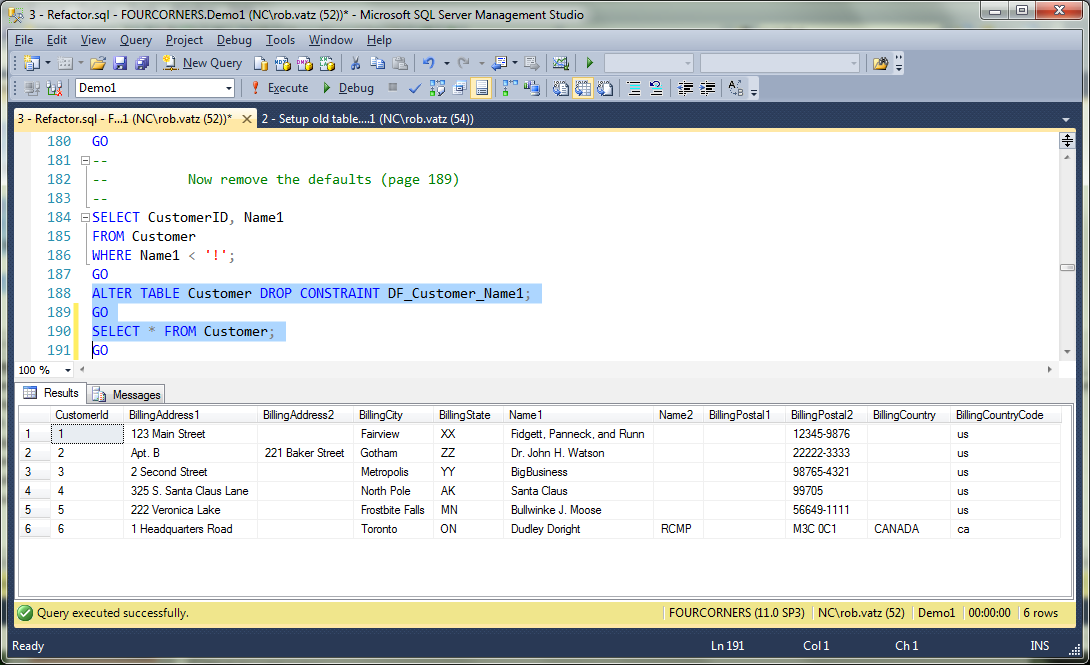 3 - Refactor.sql - FOURCORNERS.Demo1 (NC\rob.vatz (52))* - Microsoft SQL Server Management Studio
File Edit View Query Project Debug Tools Window Help
New Query
Demo1 Execute Debug
3 - Refactor.sql - F...1 (NC\rob.vatz (52))* 2 - Setup old table....1 (NC\rob.vatz (54))
180 GO
181 --
182 -- Now remove the defaults (page 189)
183 --
184 SELECT CustomerID, Name1
185 FROM Customer
186 WHERE Name1 < '!';
187 GO
188 ALTER TABLE Customer DROP CONSTRAINT DF_Customer_Name1;
189 GO
190 SELECT * FROM Customer;
191 GO
100 %
Results Messages
CustomerId BillingAddress1 BillingAddress2 BillingCity BillingState Name1 Name2 BillingPostal1 BillingPostal2 BillingCountry BillingCountryCode
1 1 123 Main Street Fairview XX Fidgett, Panneck, and Runn 12345-9876 us
2 2 Apt. B 221 Baker Street Gotham ZZ Dr. John H. Watson 22222-3333 us
3 3 2 Second Street Metropolis YY BigBusiness 98765-4321 us
4 4 325 S. Santa Claus Lane North Pole AK Santa Claus 99705 us
5 5 222 Veronica Lake Frostbite Falls MN Bullwinke J. Moose 56649-1111 us
6 6 1 Headquarters Road Toronto ON Dudley Doright RCMP M3C 0C1 CANADA ca
Query executed successfully. FOURCORNERS (11.0 SP3) NC\rob.vatz (52) Demo1 00:00:00 6 rows
Ready Ln 191 Col 1 Ch 1 INS